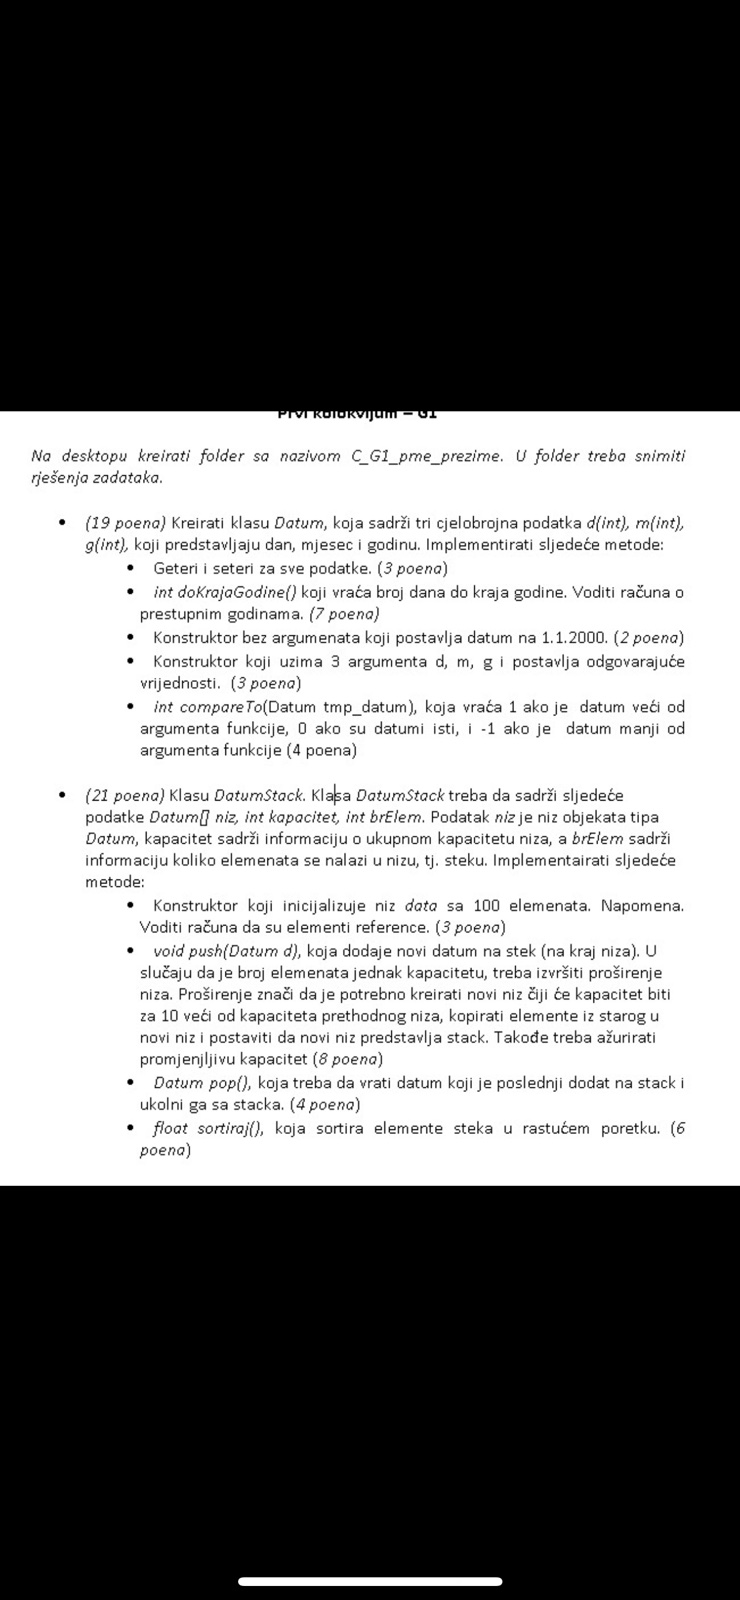 Prvi kolokvijum – G1
Na desktopu kreirati folder sa nazivom C_G1_pme_prezime. U folder treba snimiti
rješenja zadataka.
• (19 poena) Kreirati klasu Datum, koja sadrži tri cjelobrojna podatka d(int), m(int),
g(int), koji predstavljaju dan, mjesec i godinu. Implementirati sljedeće metode:
• Geteri i seteri za sve podatke. (3 poena)
• int doKrajaGodine() koji vraća broj dana do kraja godine. Voditi računa o
prestupnim godinama. (7 poena)
• Konstruktor bez argumenata koji postavlja datum na 1.1.2000. (2 poena)
• Konstruktor koji uzima 3 argumenta d, m, g i postavlja odgovarajuće
vrijednosti. (3 poena)
• int compareTo(Datum tmp_datum), koja vraća 1 ako je datum veći od
argumenta funkcije, 0 ako su datumi isti, i -1 ako je datum manji od
argumenta funkcije (4 poena)
• (21 poena) Klasu DatumStack. Klasa DatumStack treba da sadrži sljedeće
podatke Datum[] niz, int kapacitet, int brElem. Podatak niz je niz objekata tipa
Datum, kapacitet sadrži informaciju o ukupnom kapacitetu niza, a brElem sadrži
informaciju koliko elemenata se nalazi u nizu, tj. steku. Implementairati sljedeće
metode:
• Konstruktor koji inicijalizuje niz data sa 100 elemenata. Napomena.
Voditi računa da su elementi reference. (3 poena)
• void push(Datum d), koja dodaje novi datum na stek (na kraj niza). U
slučaju da je broj elemenata jednak kapacitetu, treba izvršiti proširenje
niza. Proširenje znači da je potrebno kreirati novi niz čiji će kapacitet biti
za 10 veći od kapaciteta prethodnog niza, kopirati elemente iz starog u
novi niz i postaviti da novi niz predstavlja stack. Takođe treba ažurirati
promjenjljivu kapacitet (8 poena)
• Datum pop(), koja treba da vrati datum koji je poslednji dodat na stack i
ukolni ga sa stacka. (4 poena)
• float sortiraj(), koja sortira elemente steka u rastućem poretku. (6
poena)